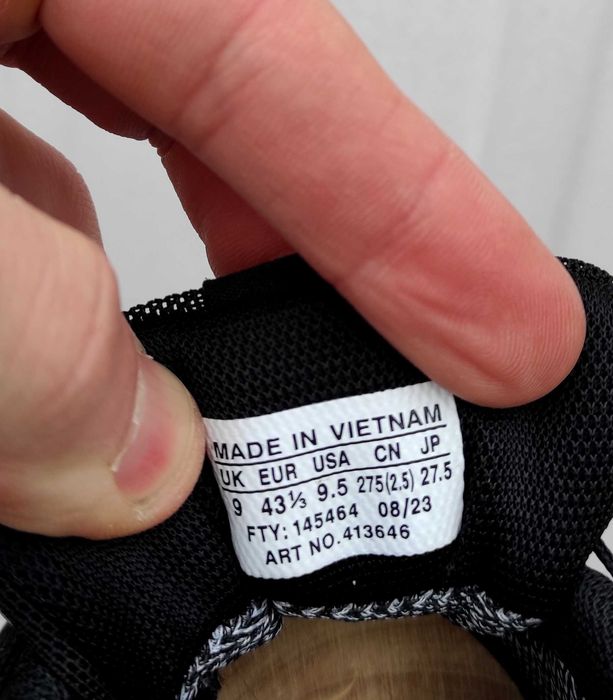 MADE IN VIETNAM
UK EUR USA CN JP
9 43⅓ 9.5 275(2.5) 27.5
FTY: 145464 08/23
ART NO. 413646